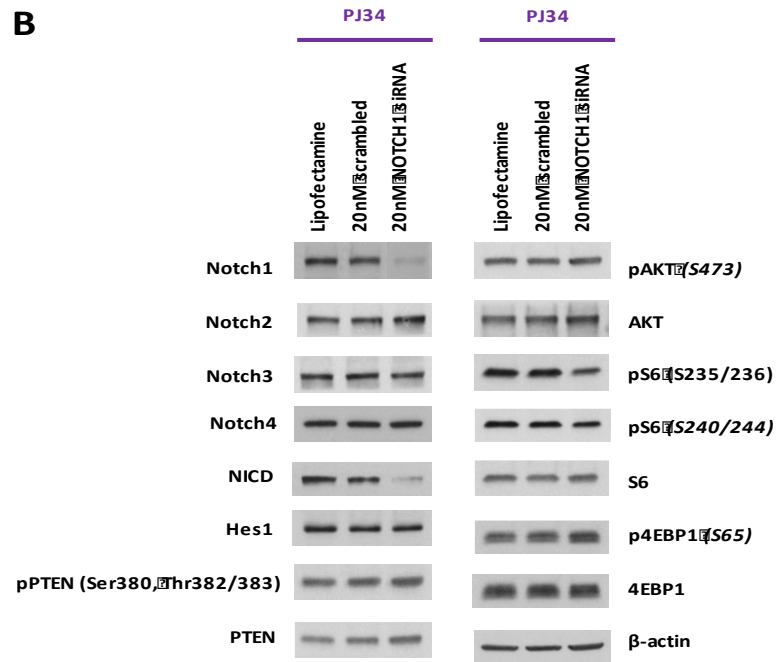 B
PJ34
PJ34
Lipofectamine
20nM scrambled
20nM NOTCH1 siRNA
Lipofectamine
20nM scrambled
20nM NOTCH1 siRNA
Notch1
Notch2
Notch3
Notch4
NICD
Hes1
pPTEN (Ser380, Thr382/383)
PTEN
pAKT (S473)
AKT
pS6 (S235/236)
pS6 (S240/244)
S6
p4EBP1 (S65)
4EBP1
β-actin